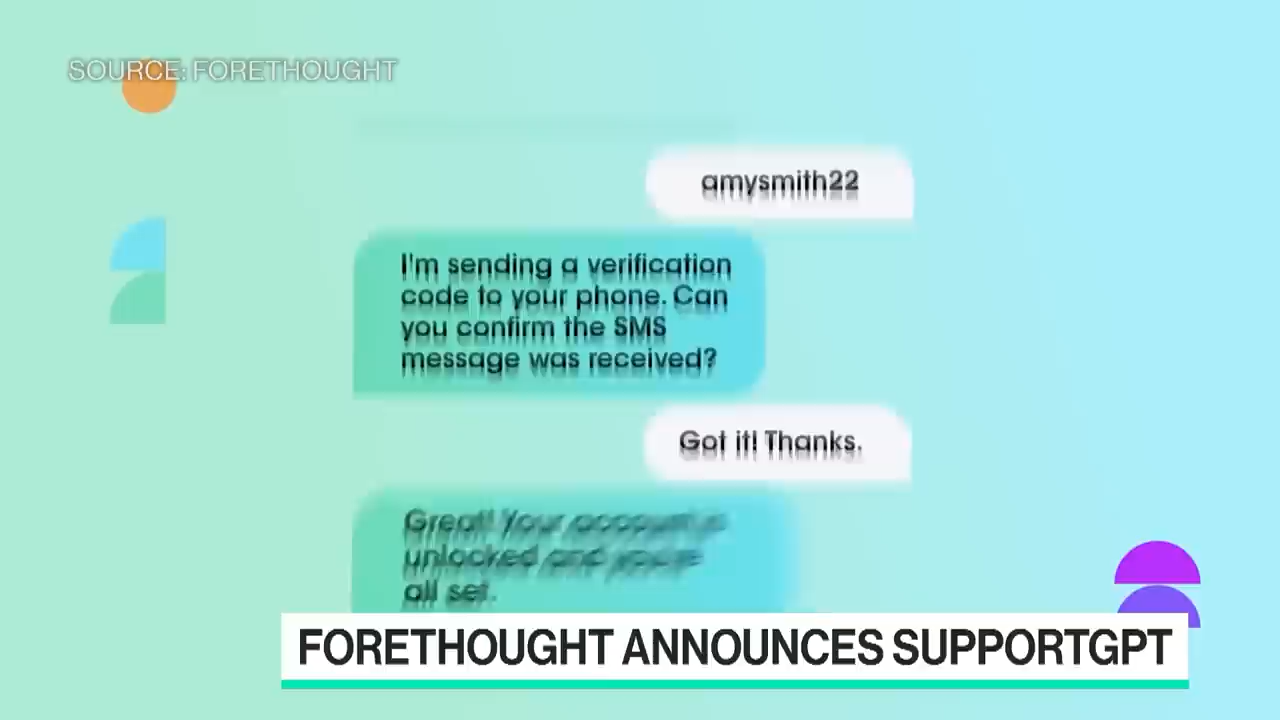 SOURCE: FORETHOUGHT
amysmith22
I'm sending a verification
code to your phone. Can
you confirm the SMS
message was received?
Got it! Thanks.
Great! Your account is
unlocked and you're
all set.
FORETHOUGHT ANNOUNCES SUPPORTGPT